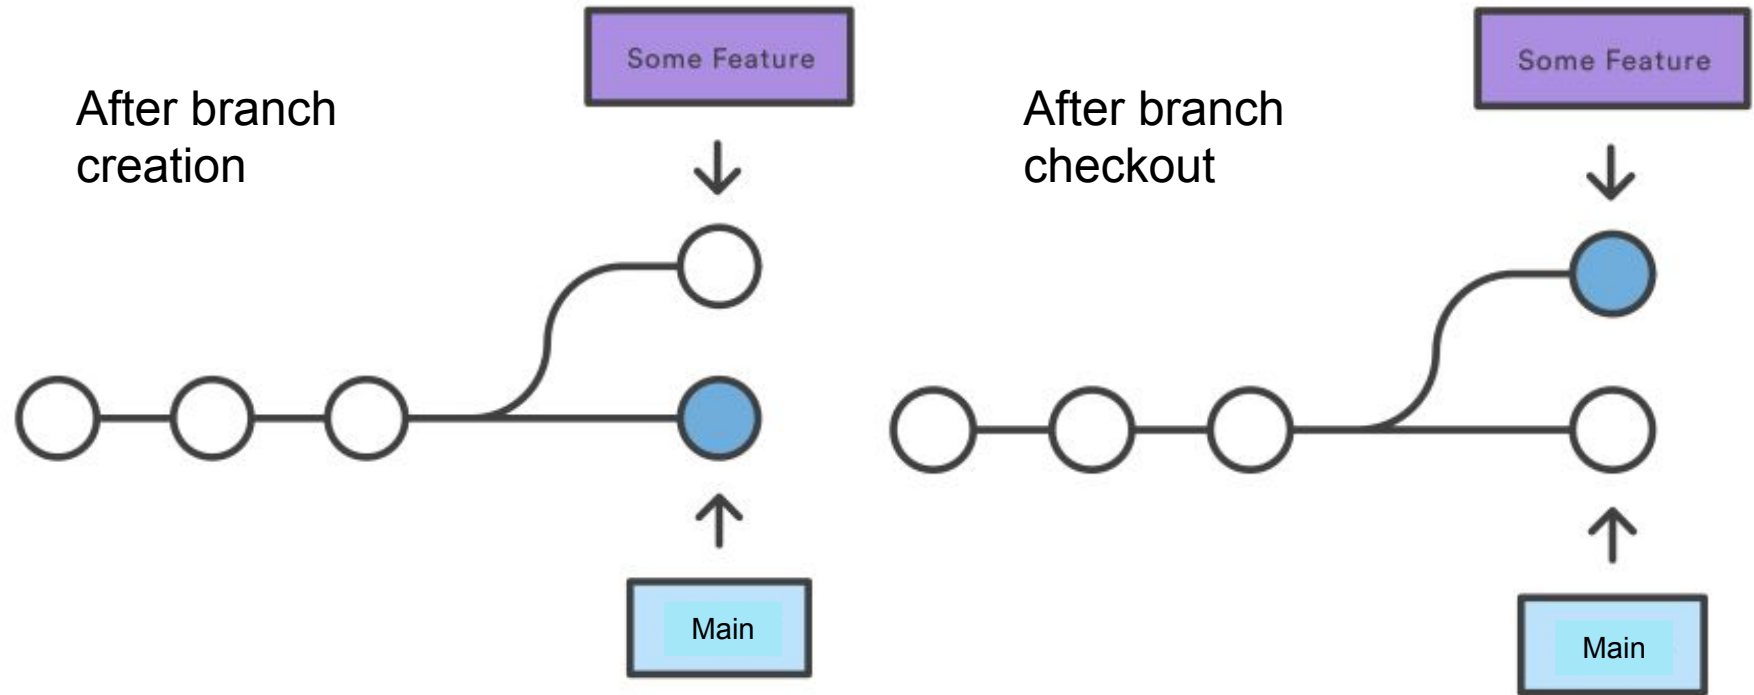 Some Feature
After branch
creation
Main
Some Feature
After branch
checkout
Main